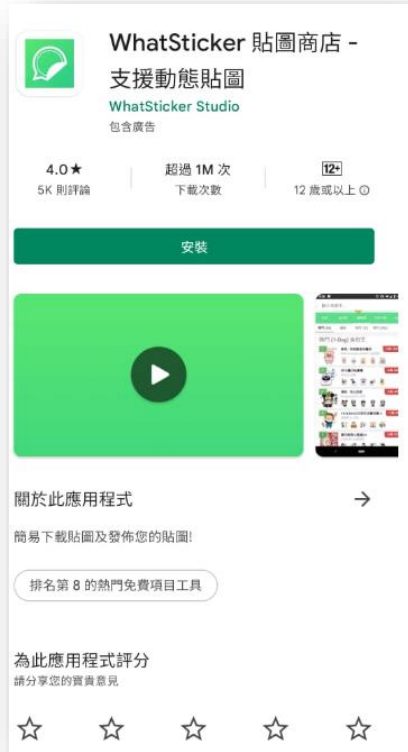 WhatSticker 貼圖商店 -
支援動態貼圖
WhatSticker Studio
包含廣告
4.0★
超過 1M 次
12+
5K 則評論
下載次數
12 歲或以上
安裝
關於此應用程式
簡易下載貼圖及發佈您的貼圖!
排名第 8 的熱門免費項目工具
為此應用程式評分
請分享您的寶貴意見